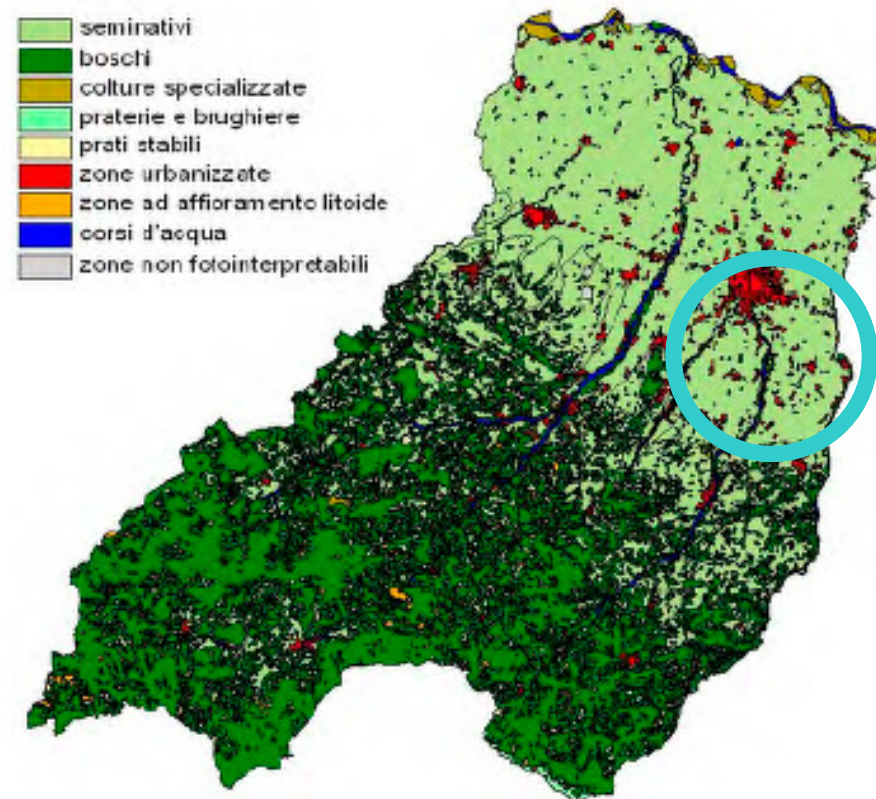 seminativi
boschi
colture specializzate
praterie e brughiere
prati stabili
zone urbanizzate
zone ad affioramento litoide
corsi d'acqua
zone non fotointerpretabili